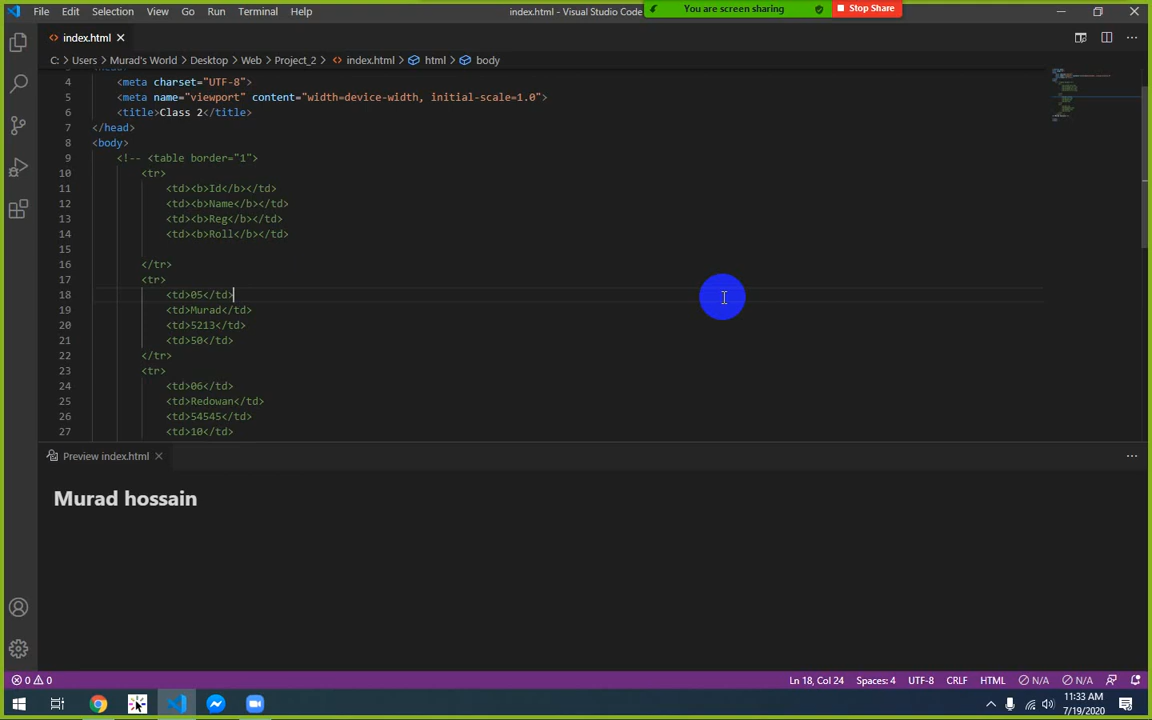 File Edit Selection View Go Run Terminal Help
index.html - Visual Studio Code
You are screen sharing
Stop Share
index.html
C: > Users > Murad's World > Desktop > Web > Project_2 > index.html > html > body
4 <meta charset="UTF-8">
5 <meta name="viewport" content="width=device-width, initial-scale=1.0">
6 <title>Class 2</title>
7 </head>
8 <body>
9 <!-- <table border="1">
10 <tr>
11 <td><b>Id</b></td>
12 <td><b>Name</b></td>
13 <td><b>Reg</b></td>
14 <td><b>Roll</b></td>
15
16 </tr>
17 <tr>
18 <td>05</td>
19 <td>Murad</td>
20 <td>5213</td>
21 <td>50</td>
22 </tr>
23 <tr>
24 <td>06</td>
25 <td>Redowan</td>
26 <td>54545</td>
27 <td>10</td>
Preview index.html
Murad hossain
0 0
Ln 18, Col 24 Spaces: 4 UTF-8 CRLF HTML N/A N/A
11:33 AM
7/19/2020